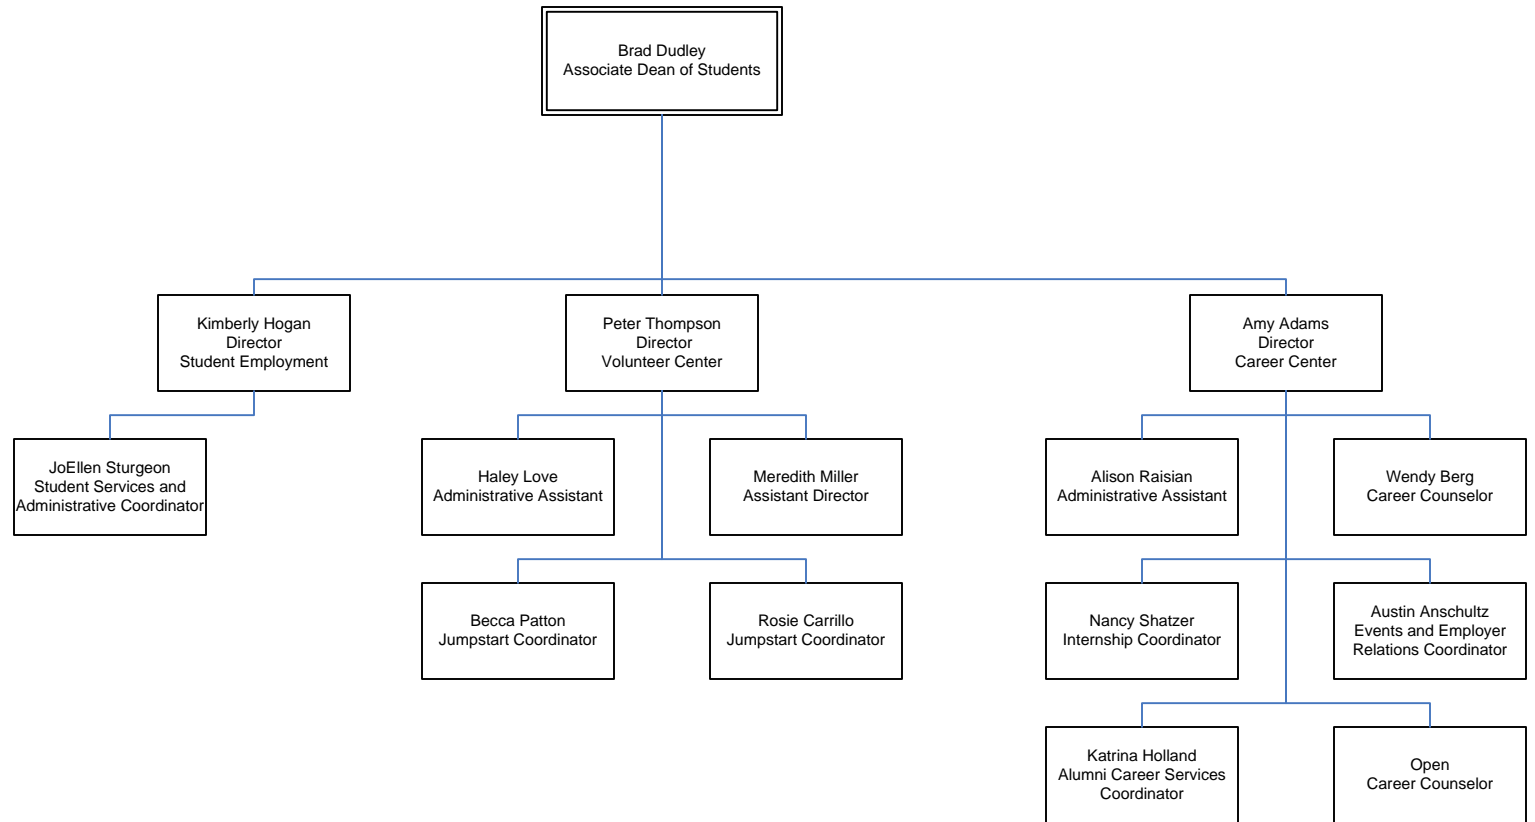 Brad Dudley
Associate Dean of Students
Kimberly Hogan
Director
Student Employment
Peter Thompson
Director
Volunteer Center
Amy Adams
Director
Career Center
JoEllen Sturgeon
Student Services and
Administrative Coordinator
Haley Love
Administrative Assistant
Meredith Miller
Assistant Director
Alison Raisian
Administrative Assistant
Wendy Berg
Career Counselor
Becca Patton
Jumpstart Coordinator
Rosie Carrillo
Jumpstart Coordinator
Nancy Shatzer
Internship Coordinator
Austin Anschultz
Events and Employer
Relations Coordinator
Katrina Holland
Alumni Career Services
Coordinator
Open
Career Counselor